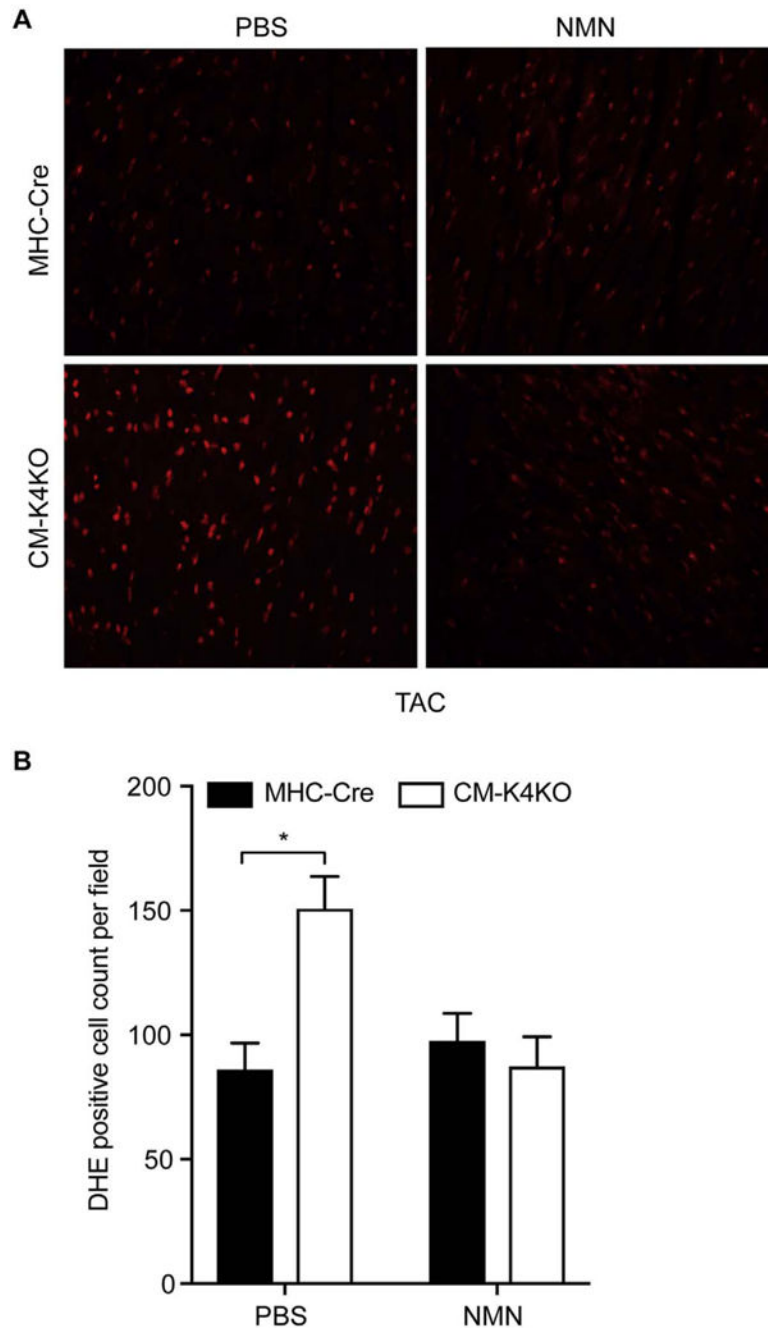 A
PBS NMN
MHC-Cre
CM-K4KO
TAC
B
MHC-Cre CM-K4KO
*
DHE positive cell count per field
200
150
100
50
0
PBS NMN